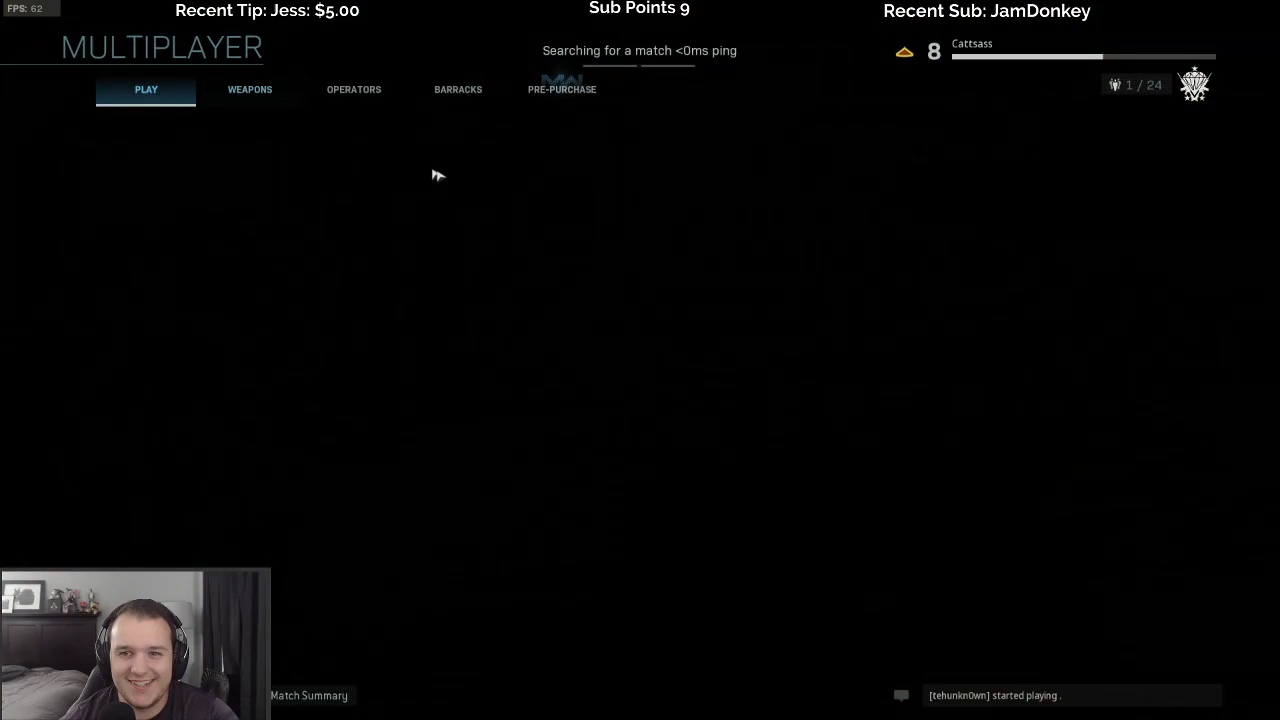 FPS: 62
Recent Tip: Jess: $5.00
Sub Points 9
Recent Sub: JamDonkey
MULTIPLAYER
Searching for a match <0ms ping
8
Cattsass
1 / 24
PLAY
WEAPONS
OPERATORS
BARRACKS
PRE-PURCHASE
MW
Match Summary
[tehunkn0wn] started playing .